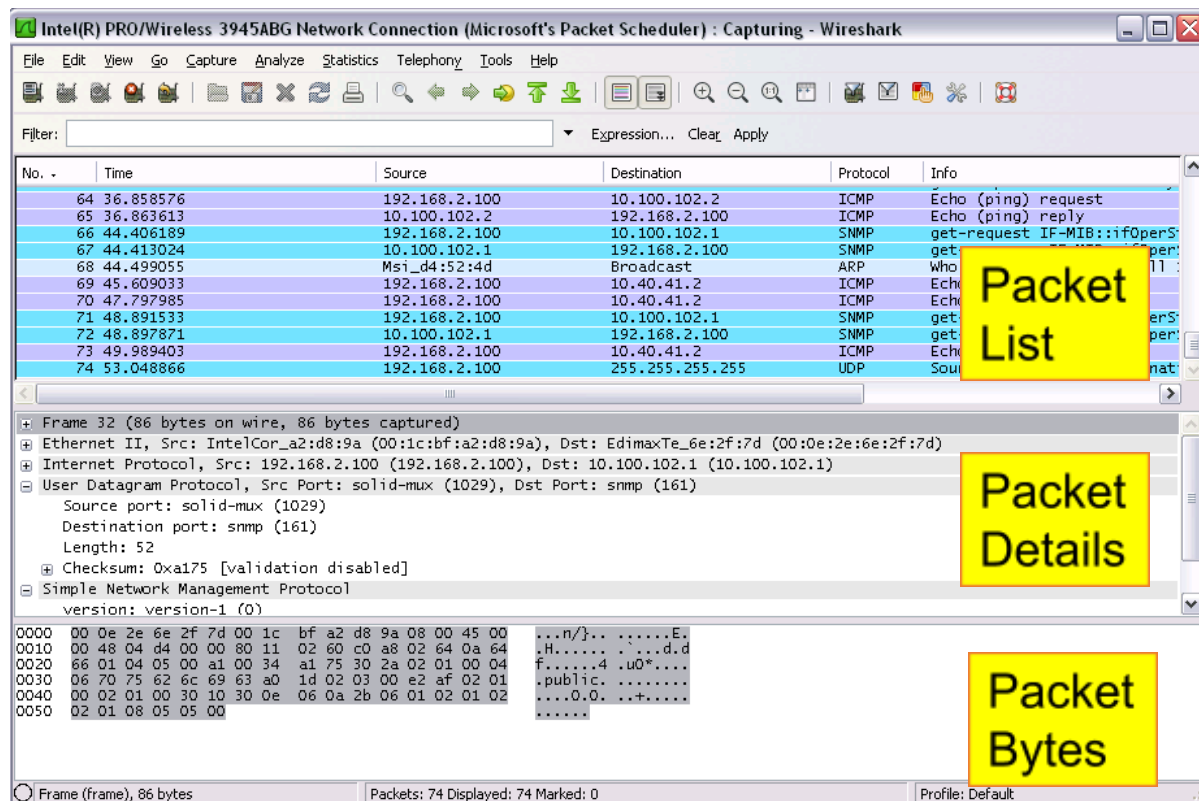 Intel(R) PRO/Wireless 3945ABG Network Connection (Microsoft's Packet Scheduler) : Capturing - Wireshark
File Edit View Go Capture Analyze Statistics Telephony Tools Help
Filter: Expression... Clear Apply
No. - Time Source Destination Protocol Info
64 36.858576 192.168.2.100 10.100.102.2 ICMP Echo (ping) request
65 36.863613 10.100.102.2 192.168.2.100 ICMP Echo (ping) reply
66 44.406189 192.168.2.100 10.100.102.1 SNMP get-request IF-MIB::ifOperS
67 44.413024 10.100.102.1 192.168.2.100 SNMP
68 44.499055 Msi_d4:52:4d Broadcast ARP Who
69 45.609033 192.168.2.100 10.40.41.2 ICMP Ech
70 47.797985 192.168.2.100 10.40.41.2 ICMP Ech
71 48.891533 192.168.2.100 10.100.102.1 SNMP get-
72 48.897871 10.100.102.1 192.168.2.100 SNMP get-
73 49.989403 192.168.2.100 10.40.41.2 ICMP Ech
74 53.048866 192.168.2.100 255.255.255.255 UDP Sour
Packet
List
Frame 32 (86 bytes on wire, 86 bytes captured)
Ethernet II, Src: IntelCor_a2:d8:9a (00:1c:bf:a2:d8:9a), Dst: EdimaxTe_6e:2f:7d (00:0e:2e:6e:2f:7d)
Internet Protocol, Src: 192.168.2.100 (192.168.2.100), Dst: 10.100.102.1 (10.100.102.1)
User Datagram Protocol, Src Port: solid-mux (1029), Dst Port: snmp (161)
Source port: solid-mux (1029)
Destination port: snmp (161)
Length: 52
Checksum: 0xa175 [validation disabled]
Simple Network Management Protocol
version: version-1 (0)
Packet
Details
0000 00 0e 2e 6e 2f 7d 00 1c bf a2 d8 9a 08 00 45 00 ...n/}.. ......E.
0010 00 48 04 d4 00 00 80 11 02 60 c0 a8 02 64 0a 64 .H...... .`...d.d
0020 66 01 04 05 00 a1 00 34 a1 75 30 2a 02 01 00 04 f......4 .u0*....
0030 06 70 75 62 6c 69 63 a0 1d 02 03 00 e2 af 02 01 .public. ........
0040 00 02 01 00 30 10 30 0e 06 0a 2b 06 01 02 01 02 ....0.0. ..+.....
0050 02 01 08 05 05 00 ......
Packet
Bytes
Frame (frame), 86 bytes Packets: 74 Displayed: 74 Marked: 0 Profile: Default